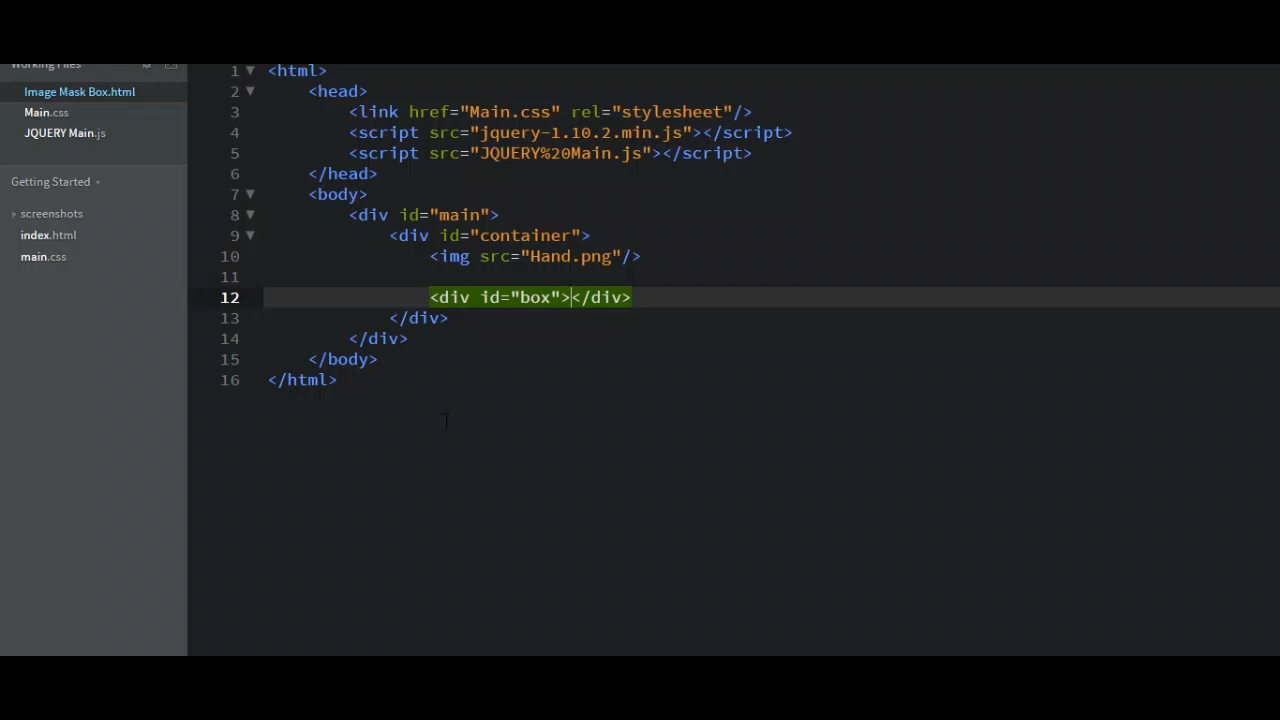 Working Files
Image Mask Box.html
Main.css
JQUERY Main.js
Getting Started
screenshots
index.html
main.css
1 <html>
2 <head>
3 <link href="Main.css" rel="stylesheet"/>
4 <script src="jquery-1.10.2.min.js"></script>
5 <script src="JQUERY%20Main.js"></script>
6 </head>
7 <body>
8 <div id="main">
9 <div id="container">
10 <img src="Hand.png"/>
11
12 <div id="box"></div>
13 </div>
14 </div>
15 </body>
16 </html>